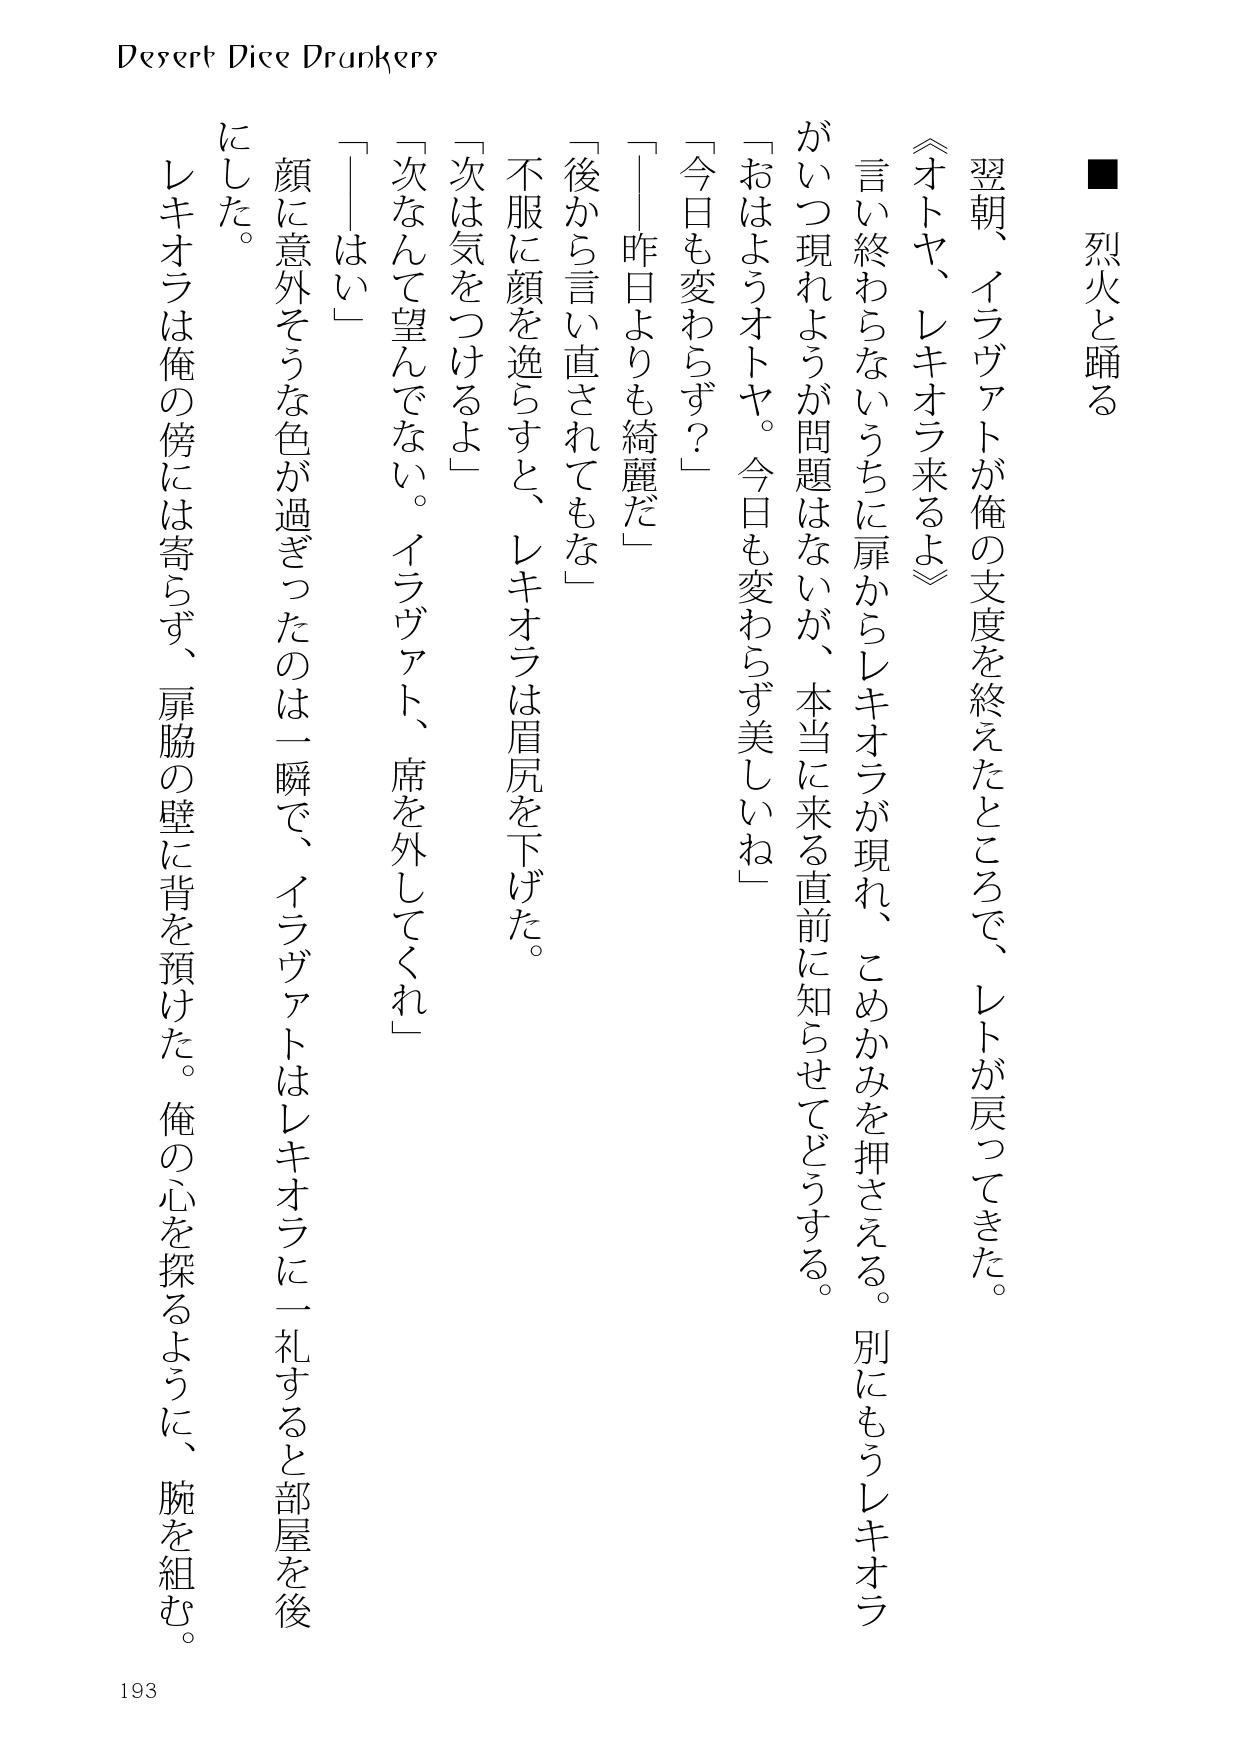 Desert Dice Drunkers
■　烈火と踊る
　翌朝、イラヴァトが俺の支度を終えたところで、レトが戻ってきた。
《オトヤ、レキオラ来るよ》
　言い終わらないうちに扉からレキオラが現れ、こめかみを押さえる。別にもうレキオラ
がいつ現れようが問題はないが、本当に来る直前に知らせてどうする。
「おはようオトヤ。今日も変わらず美しいね」
「今日も変わらず？」
「――昨日よりも綺麗だ」
「後から言い直されてもな」
　不服に顔を逸らすと、レキオラは眉尻を下げた。
「次は気をつけるよ」
「次なんて望んでない。イラヴァト、席を外してくれ」
「――はい」
　顔に意外そうな色が過ぎったのは一瞬で、イラヴァトはレキオラに一礼すると部屋を後
にした。
　レキオラは俺の傍には寄らず、扉脇の壁に背を預けた。俺の心を探るように、腕を組む。
193